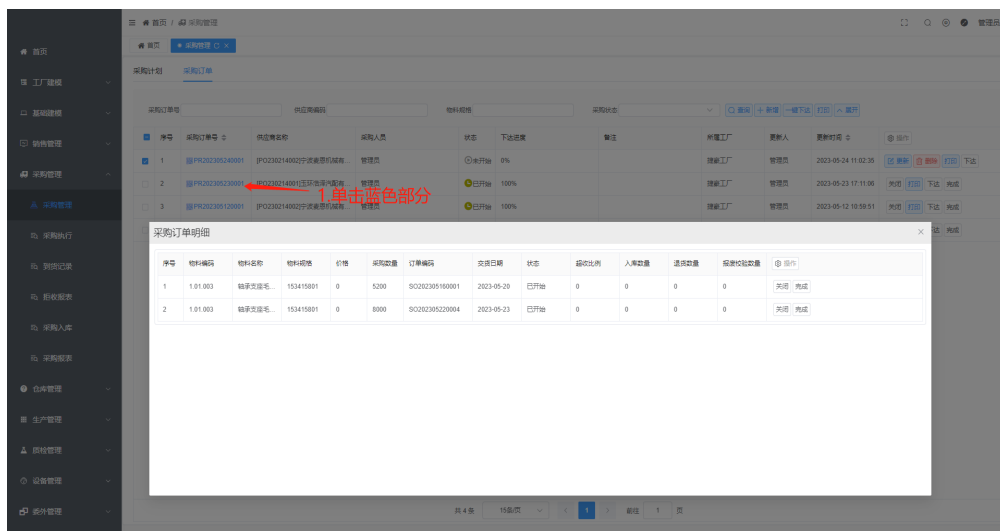 首页 / 采购管理
管理员
首页
首页
采购管理
工厂建模
采购计划
采购订单
基础建模
采购订单号
供应商编码
物料规格
采购状态
查询
新增
一键下达
打印
展开
销售管理
序号
采购订单号
供应商名称
采购人员
状态
下达进度
备注
所属工厂
更新人
更新时间
操作
1
PR202305240001
管理员
未开始
0%
管理员
2023-05-24 11:02:35
更新
删除
打印
下达
采购管理
2
PR202305230001
管理员
已开始
100%
管理员
2023-05-23 17:11:06
关闭
打印
下达
完成
1.单击蓝色部分
采购管理
3
PR202305120001
管理员
已开始
100%
管理员
2023-05-12 10:59:51
关闭
打印
下达
完成
采购执行
采购订单明细
下达
完成
序号
物料编码
物料名称
物料规格
价格
采购数量
订单编码
交货日期
状态
超收比例
入库数量
退货数量
报废校验数量
操作
到货记录
1
1.01.003
轴承支座毛...
153415801
0
5200
SO202305160001
2023-05-20
已开始
0
0
0
0
关闭
完成
拒收报表
2
1.01.003
轴承支座毛...
153415801
0
8000
SO202305220004
2023-05-23
已开始
0
0
0
0
关闭
完成
采购入库
采购报表
仓库管理
生产管理
质检管理
设备管理
委外管理
共 4 条
15条/页
1
前往
1
页